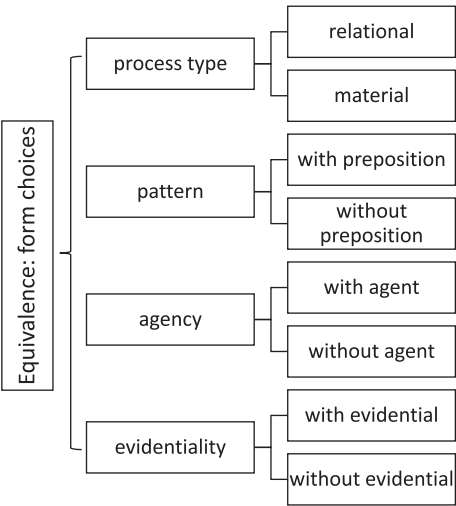 Equivalence: form choices
process type
relational
material
pattern
with preposition
without
preposition
agency
with agent
without agent
evidentiality
with evidential
without evidential